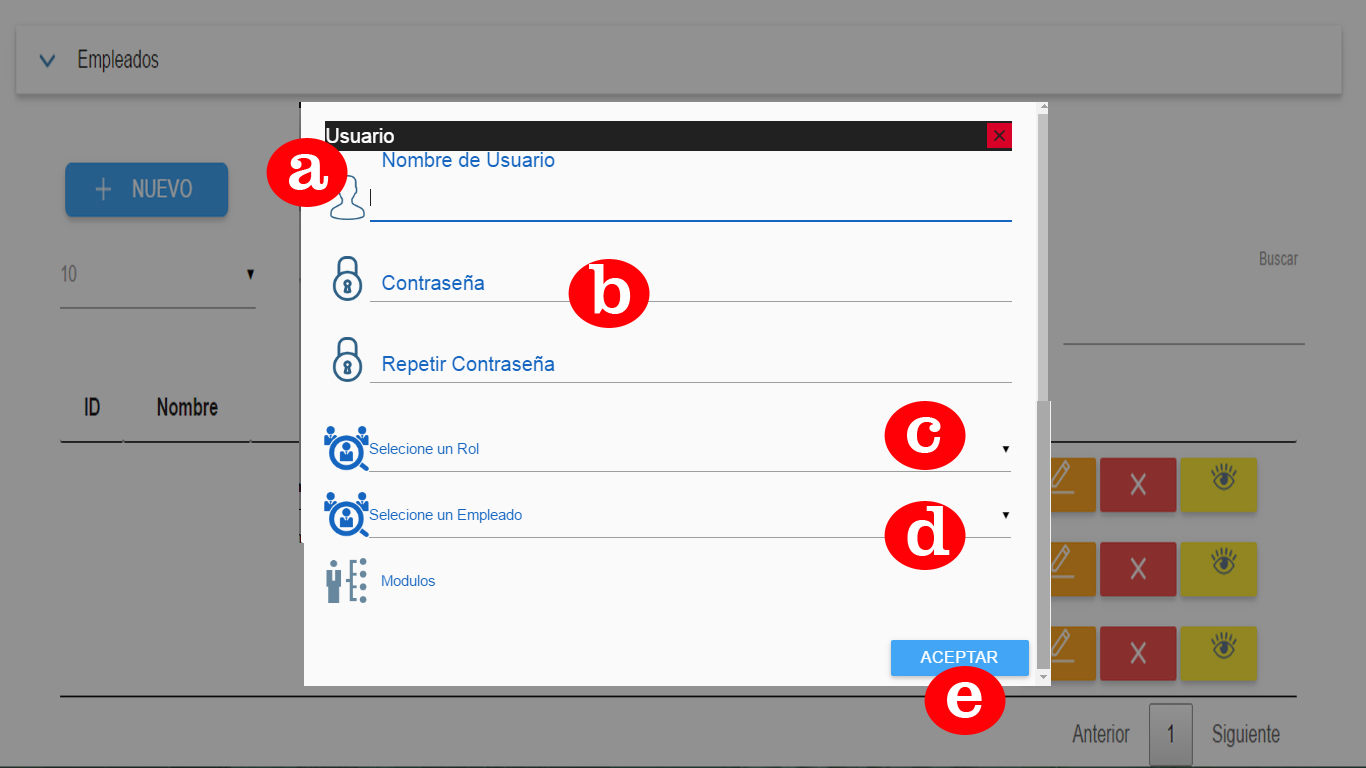 Empleados
Usuario
a
Nombre de Usuario
NUEVO
10
Buscar
Contraseña
b
Repetir Contraseña
ID Nombre
Selecione un Rol
c
Selecione un Empleado
d
Modulos
ACEPTAR
e
Anterior 1 Siguiente